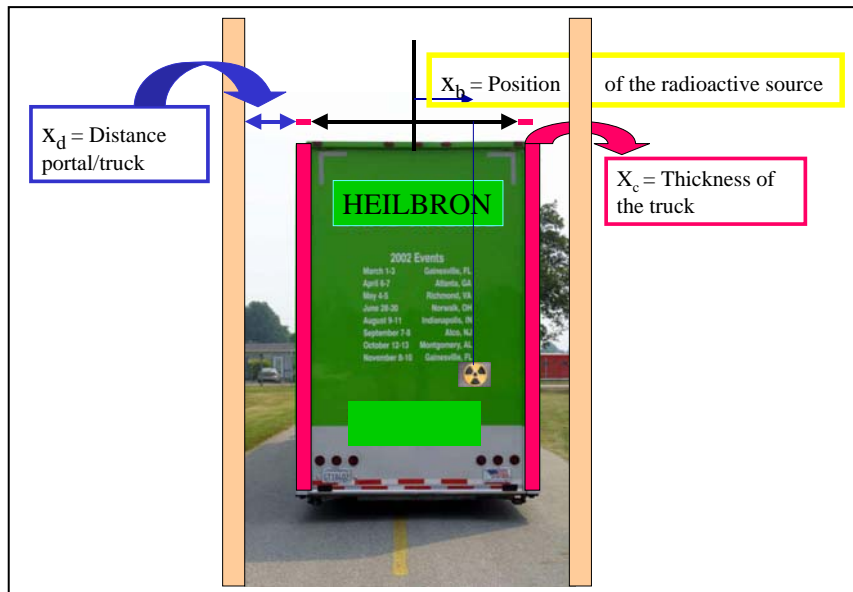 X_b = Position of the radioactive source
X_d = Distance
portal/truck
X_c = Thickness of
the truck
HEILBRON
2002 Events
March 1-3 Gainesville, FL
April 6-7 Atlanta, GA
May 4-5 Richmond, VA
June 28-30 Norwalk, OH
August 9-11 Indianapolis, IN
September 7-8 Alco, NJ
October 12-13 Montgomery, AL
November 8-10 Gainesville, FL